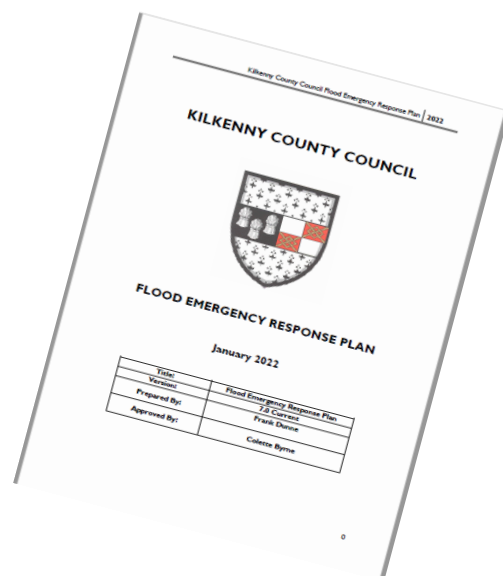 Kilkenny County Council Flood Emergency Response Plan 2022
KILKENNY COUNTY COUNCIL
FLOOD EMERGENCY RESPONSE PLAN
January 2022
Title: Flood Emergency Response Plan
Version: 7.0 Current
Prepared By: Frank Dunne
Approved By: Colette Byrne
0